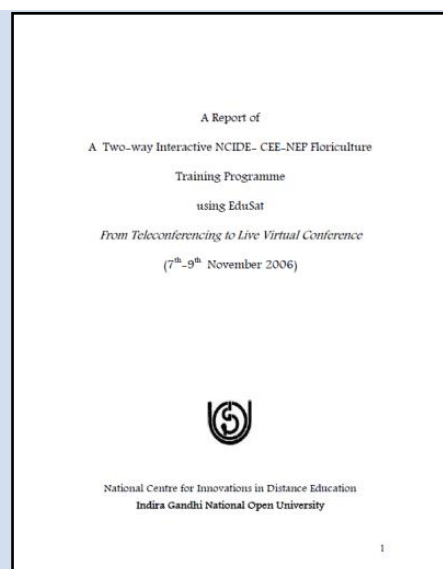 A Report of
A Two-way Interactive NCIDE- CEE-NEP Floriculture
Training Programme
using EduSat
From Teleconferencing to Live Virtual Conference
(7th-9th November 2006)
National Centre for Innovations in Distance Education
Indira Gandhi National Open University
1